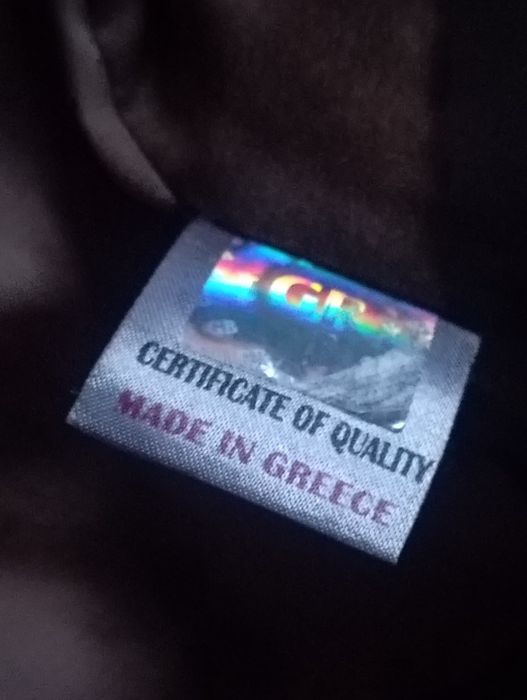 GR
CERTIFICATE OF QUALITY
MADE IN GREECE